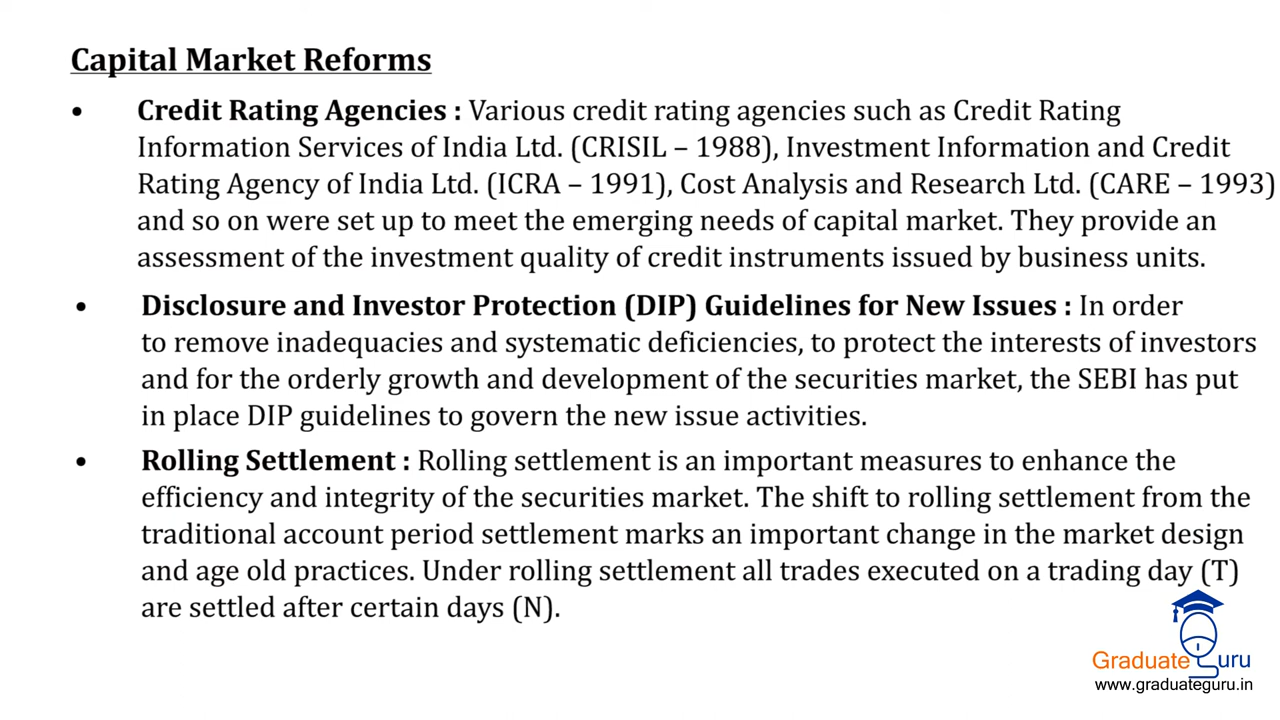 Capital Market Reforms
• Credit Rating Agencies : Various credit rating agencies such as Credit Rating
Information Services of India Ltd. (CRISIL – 1988), Investment Information and Credit
Rating Agency of India Ltd. (ICRA – 1991), Cost Analysis and Research Ltd. (CARE – 1993)
and so on were set up to meet the emerging needs of capital market. They provide an
assessment of the investment quality of credit instruments issued by business units.
• Disclosure and Investor Protection (DIP) Guidelines for New Issues : In order
to remove inadequacies and systematic deficiencies, to protect the interests of investors
and for the orderly growth and development of the securities market, the SEBI has put
in place DIP guidelines to govern the new issue activities.
• Rolling Settlement : Rolling settlement is an important measures to enhance the
efficiency and integrity of the securities market. The shift to rolling settlement from the
traditional account period settlement marks an important change in the market design
and age old practices. Under rolling settlement all trades executed on a trading day (T)
are settled after certain days (N).
Graduate Guru
www.graduateguru.in